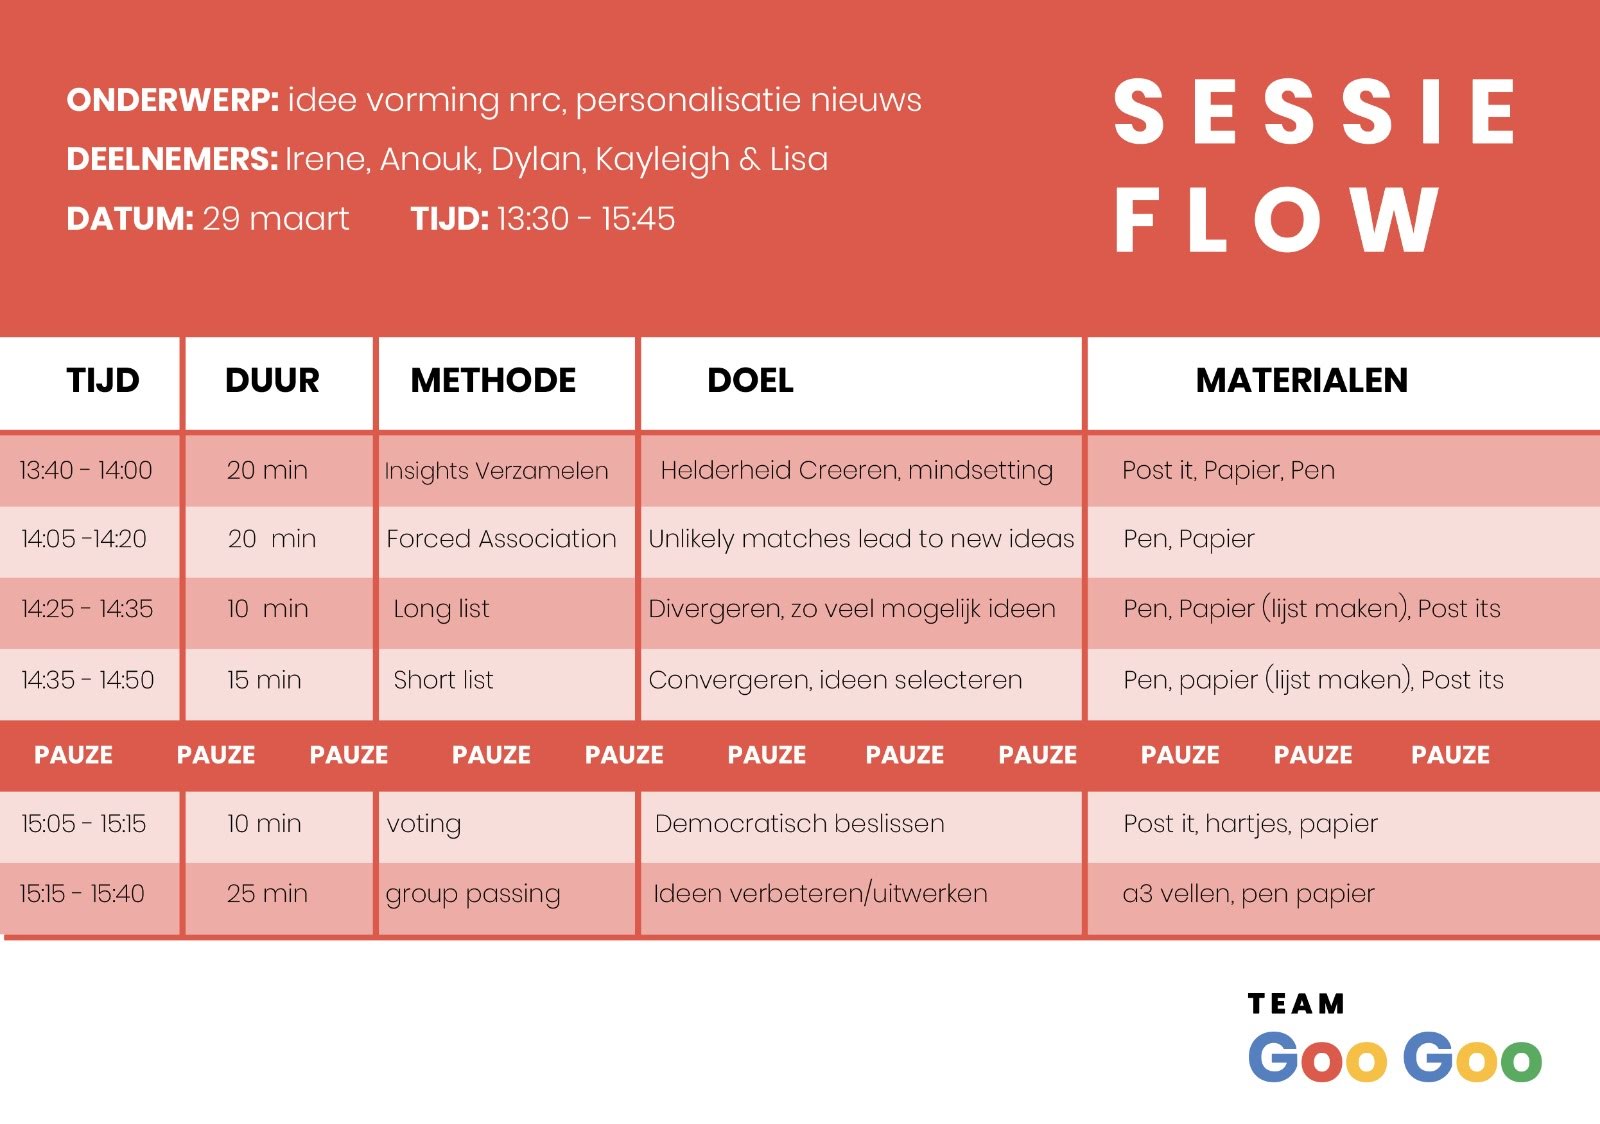 ONDERWERP: idee vorming nrc, personalisatie nieuws
DEELNEMERS: Irene, Anouk, Dylan, Kayleigh & Lisa
DATUM: 29 maart TIJD: 13:30 - 15:45
SESSIE
FLOW
TIJD DUUR METHODE DOEL MATERIALEN
13:40 - 14:00 20 min Insights Verzamelen Helderheid Creeren, mindsetting Post it, Papier, Pen
14:05 -14:20 20 min Forced Association Unlikely matches lead to new ideas Pen, Papier
14:25 - 14:35 10 min Long list Divergeren, zo veel mogelijk ideen Pen, Papier (lijst maken), Post its
14:35 - 14:50 15 min Short list Convergeren, ideen selecteren Pen, papier (lijst maken), Post its
PAUZE PAUZE PAUZE PAUZE PAUZE PAUZE PAUZE PAUZE PAUZE PAUZE PAUZE
15:05 - 15:15 10 min voting Democratisch beslissen Post it, hartjes, papier
15:15 - 15:40 25 min group passing Ideen verbeteren/uitwerken a3 vellen, pen papier
TEAM
Goo Goo